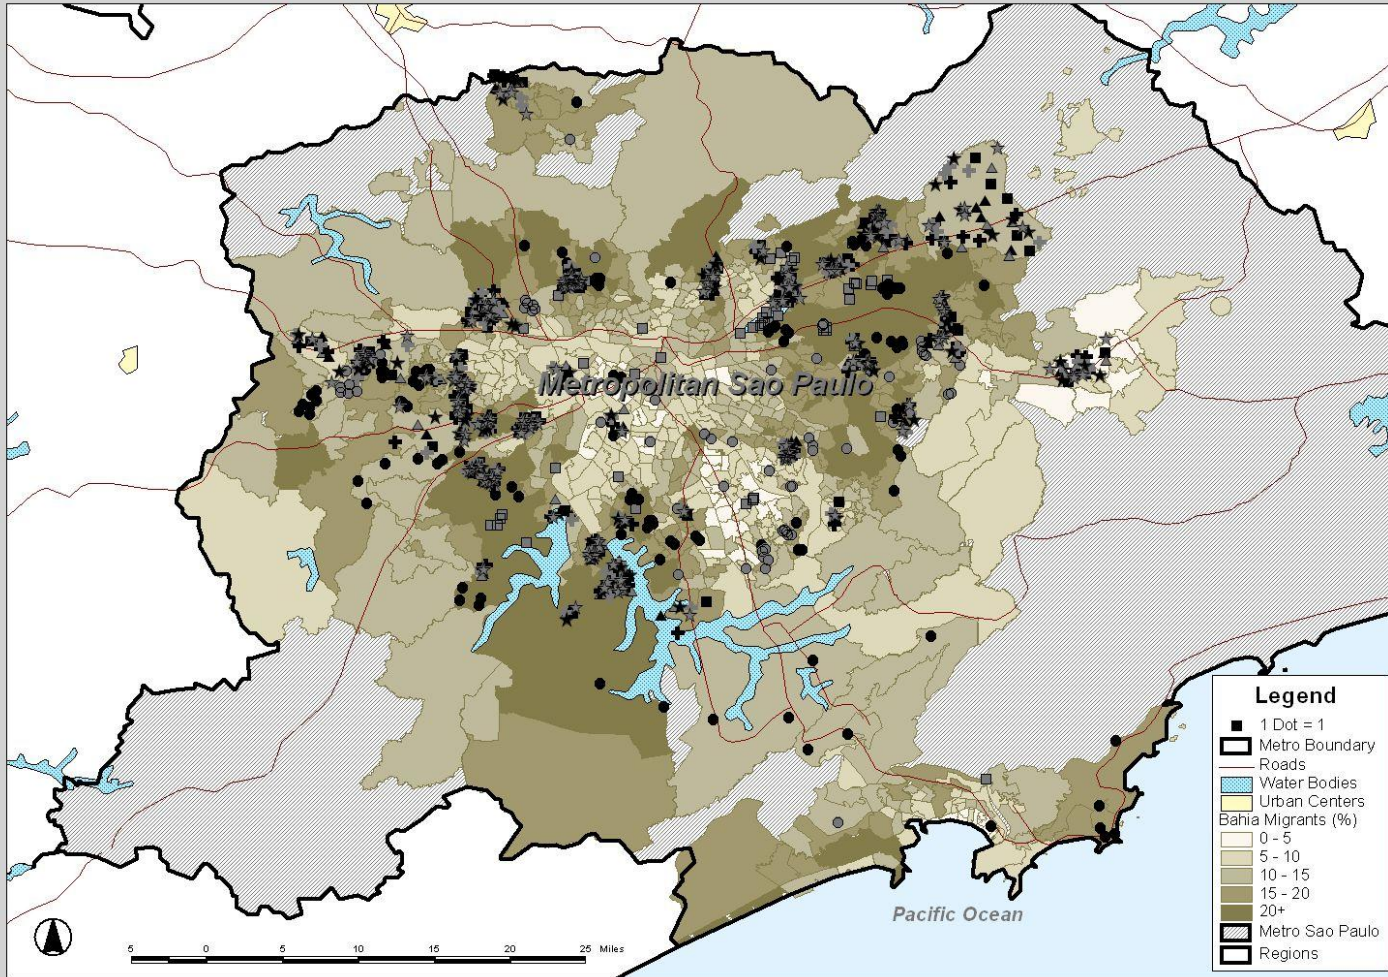 Metropolitan Sao Paulo
Pacific Ocean
5 0 5 10 15 20 25 Miles
Legend
1 Dot = 1
Metro Boundary
Roads
Water Bodies
Urban Centers
Bahia Migrants (%)
0 - 5
5 - 10
10 - 15
15 - 20
20+
Metro Sao Paulo
Regions